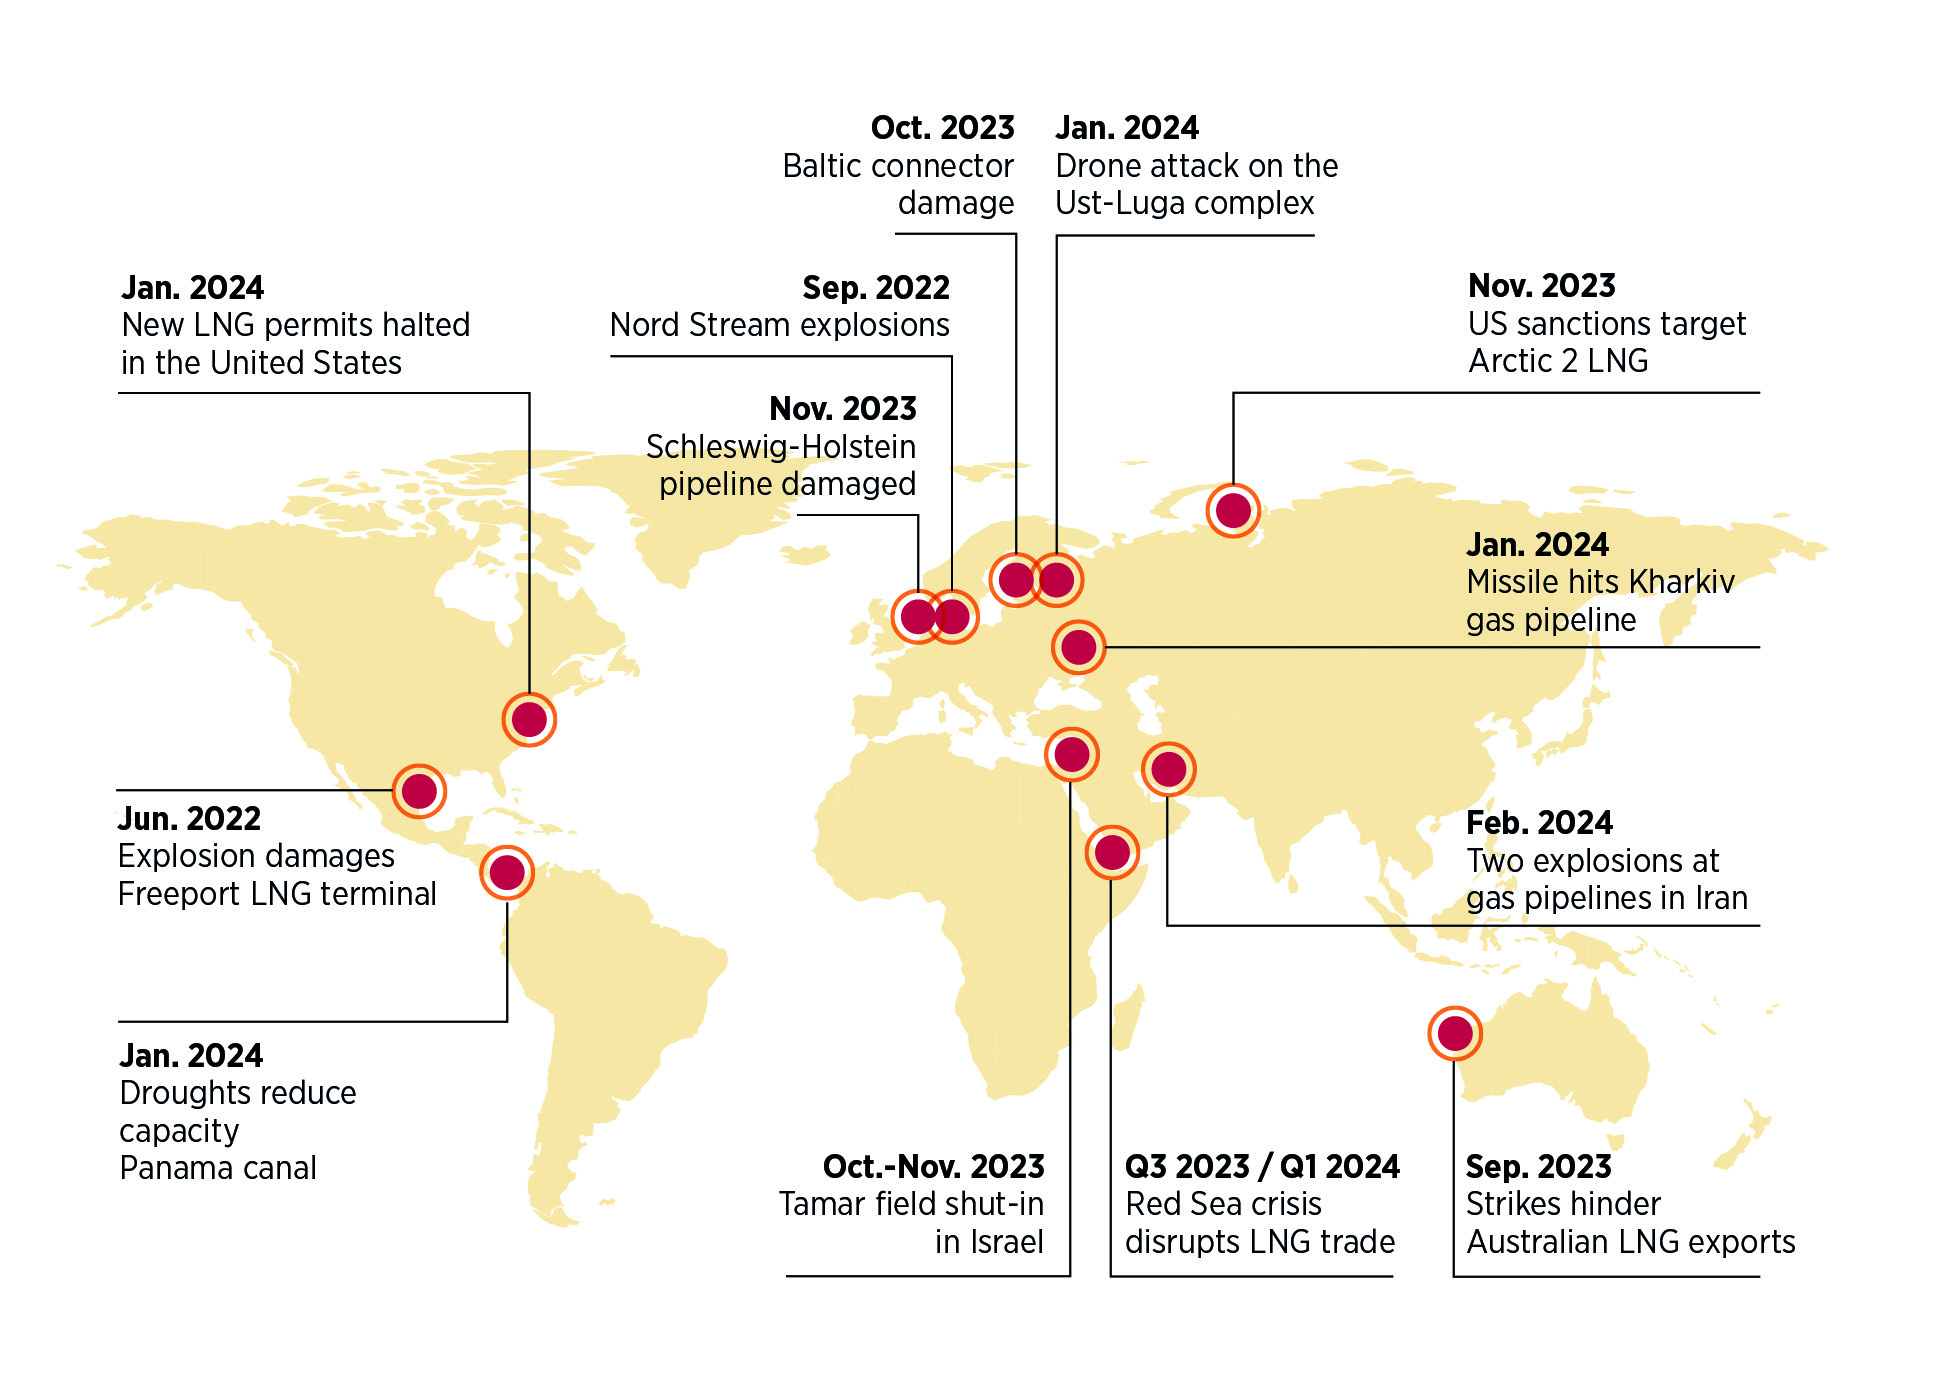 Oct. 2023
Baltic connector
damage
Jan. 2024
Drone attack on the
Ust-Luga complex
Jan. 2024
New LNG permits halted
in the United States
Sep. 2022
Nord Stream explosions
Nov. 2023
US sanctions target
Arctic 2 LNG
Nov. 2023
Schleswig-Holstein
pipeline damaged
Jan. 2024
Missile hits Kharkiv
gas pipeline
Jun. 2022
Explosion damages
Freeport LNG terminal
Feb. 2024
Two explosions at
gas pipelines in Iran
Jan. 2024
Droughts reduce
capacity
Panama canal
Oct.-Nov. 2023
Tamar field shut-in
in Israel
Q3 2023 / Q1 2024
Red Sea crisis
disrupts LNG trade
Sep. 2023
Strikes hinder
Australian LNG exports